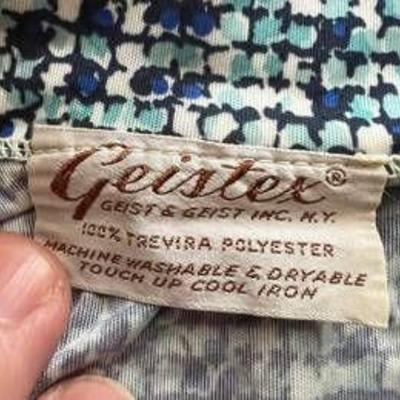 Geistex®
GEIST & GEIST INC. N.Y.
100% TREVIRA POLYESTER
MACHINE WASHABLE & DRYABLE
TOUCH UP COOL IRON